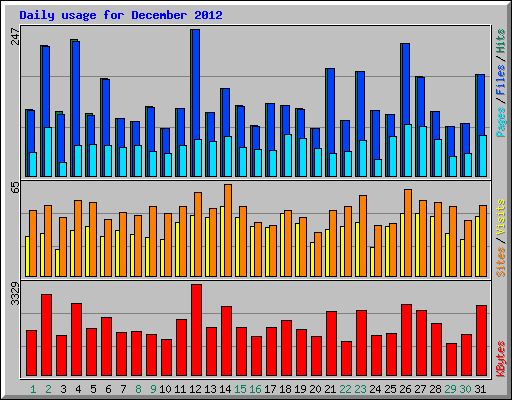 Daily usage for December 2012
247
Pages / Files / Hits
65
Sites / Visits
3329
KBytes
1 2 3 4 5 6 7 8 9 10 11 12 13 14 15 16 17 18 19 20 21 22 23 24 25 26 27 28 29 30 31